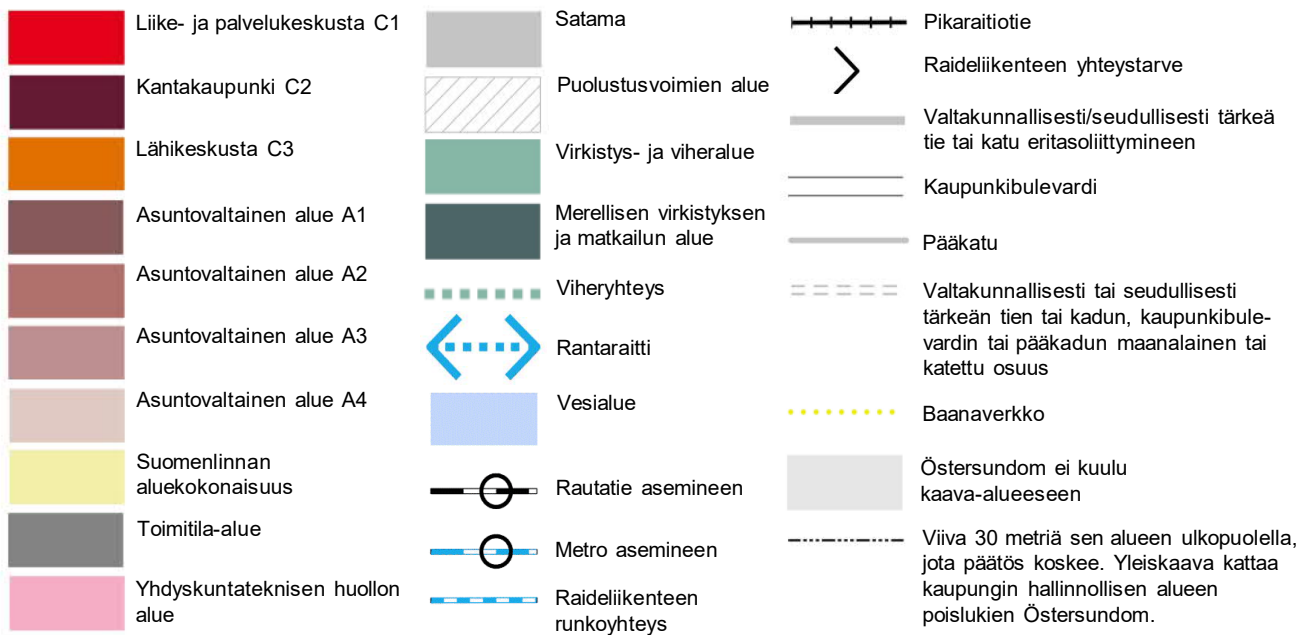 Liike- ja palvelukeskusta C1
Kantakaupunki C2
Lähikeskusta C3
Asuntovaltainen alue A1
Asuntovaltainen alue A2
Asuntovaltainen alue A3
Asuntovaltainen alue A4
Suomenlinnan
aluekokonaisuus
Toimitila-alue
Yhdyskuntateknisen huollon
alue
Satama
Puolustusvoimien alue
Virkistys- ja viheralue
Merellisen virkistyksen
ja matkailun alue
Viheryhteys
Rantaraitti
Vesialue
Rautatie asemineen
Metro asemineen
Raideliikenteen
runkoyhteys
Pikaraitiotie
Raideliikenteen yhteystarve
Valtakunnallisesti/seudullisesti tärkeä
tie tai katu eritasoliittymineen
Kaupunkibulevardi
Pääkatu
Valtakunnallisesti tai seudullisesti
tärkeän tien tai kadun, kaupunkibule-
vardin tai pääkadun maanalainen tai
katettu osuus
Baanaverkko
Östersundom ei kuulu
kaava-alueeseen
Viiva 30 metriä sen alueen ulkopuolella,
jota päätös koskee. Yleiskaava kattaa
kaupungin hallinnollisen alueen
poislukien Östersundom.